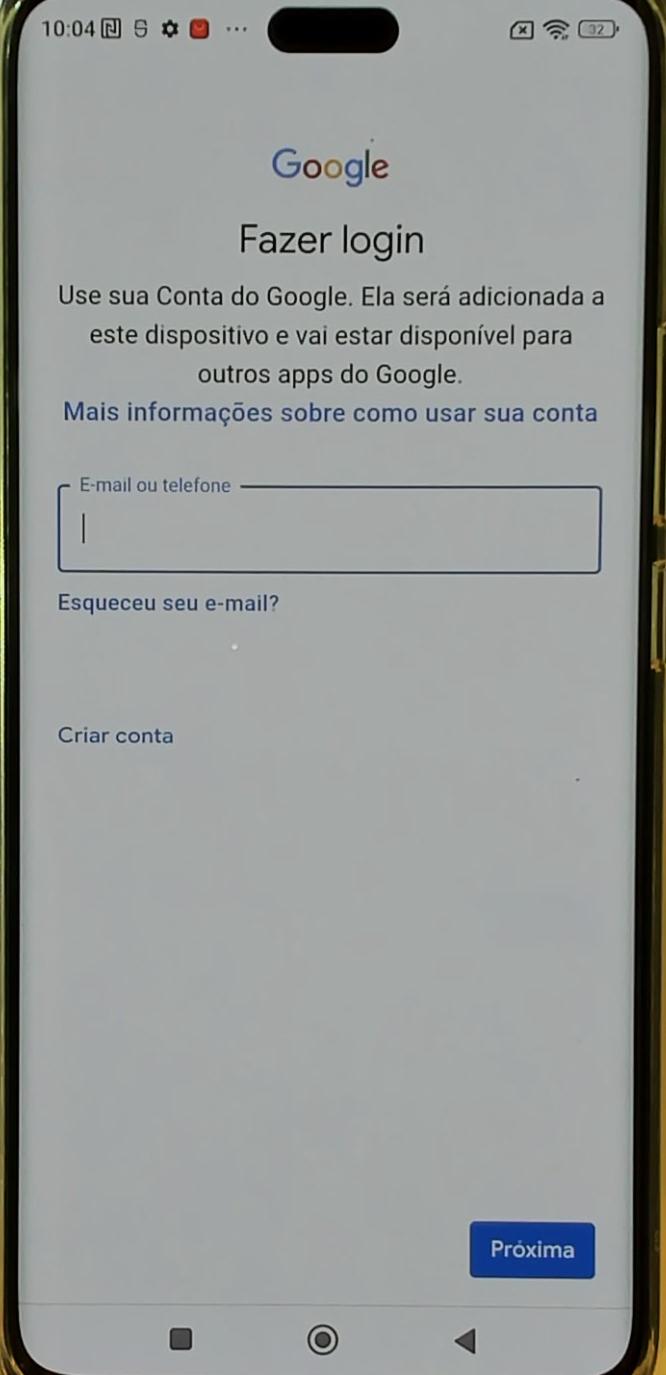 10:04
32
Google
Fazer login
Use sua Conta do Google. Ela será adicionada a
este dispositivo e vai estar disponível para
outros apps do Google.
Mais informações sobre como usar sua conta
E-mail ou telefone
Esqueceu seu e-mail?
Criar conta
Próxima